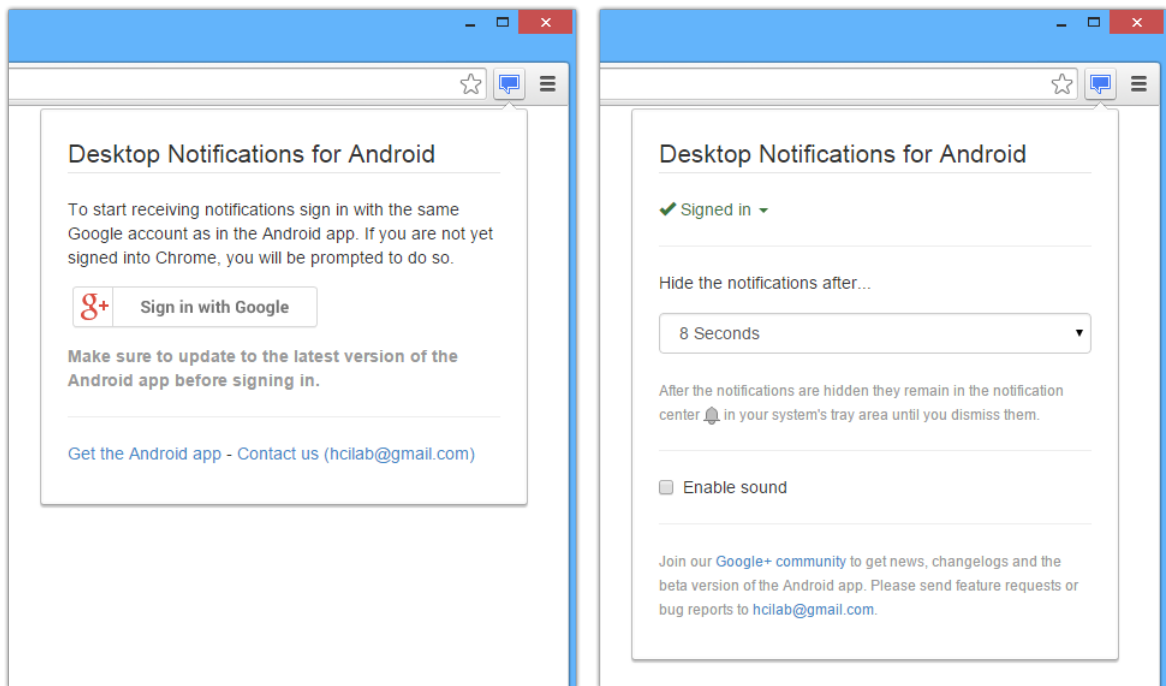 Desktop Notifications for Android
To start receiving notifications sign in with the same
Google account as in the Android app. If you are not yet
signed into Chrome, you will be prompted to do so.
g+ Sign in with Google
Make sure to update to the latest version of the
Android app before signing in.
Get the Android app - Contact us (hcilab@gmail.com)
Desktop Notifications for Android
Signed in
Hide the notifications after...
8 Seconds
After the notifications are hidden they remain in the notification
center in your system's tray area until you dismiss them.
Enable sound
Join our Google+ community to get news, changelogs and the
beta version of the Android app. Please send feature requests or
bug reports to hcilab@gmail.com.